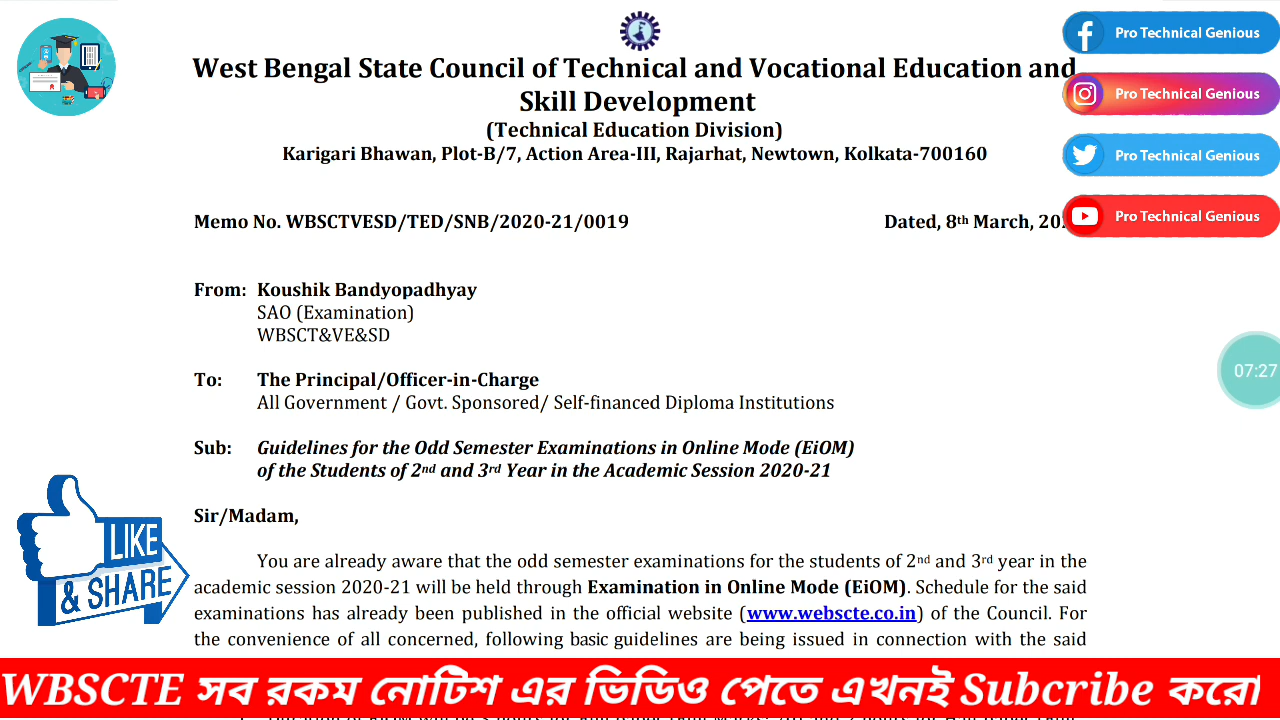 West Bengal State Council of Technical and Vocational Education and
Skill Development
(Technical Education Division)
Karigari Bhawan, Plot-B/7, Action Area-III, Rajarhat, Newtown, Kolkata-700160
Pro Technical Genious
Pro Technical Genious
Pro Technical Genious
Pro Technical Genious
Memo No. WBSCTVESD/TED/SNB/2020-21/0019 Dated, 8th March,
From: Koushik Bandyopadhyay
SAO (Examination)
WBSCT&VE&SD
07:27
To: The Principal/Officer-in-Charge
All Government / Govt. Sponsored/ Self-financed Diploma Institutions
Sub: Guidelines for the Odd Semester Examinations in Online Mode (EiOM)
of the Students of 2nd and 3rd Year in the Academic Session 2020-21
Sir/Madam,
LIKE
& SHARE
You are already aware that the odd semester examinations for the students of 2nd and 3rd year in the
academic session 2020-21 will be held through Examination in Online Mode (EiOM). Schedule for the said
examinations has already been published in the official website (www.webscte.co.in) of the Council. For
the convenience of all concerned, following basic guidelines are being issued in connection with the said
WBSCTE সব রকম নোটিশ এর ভিডিও পেতে এখনই Subcribe করো